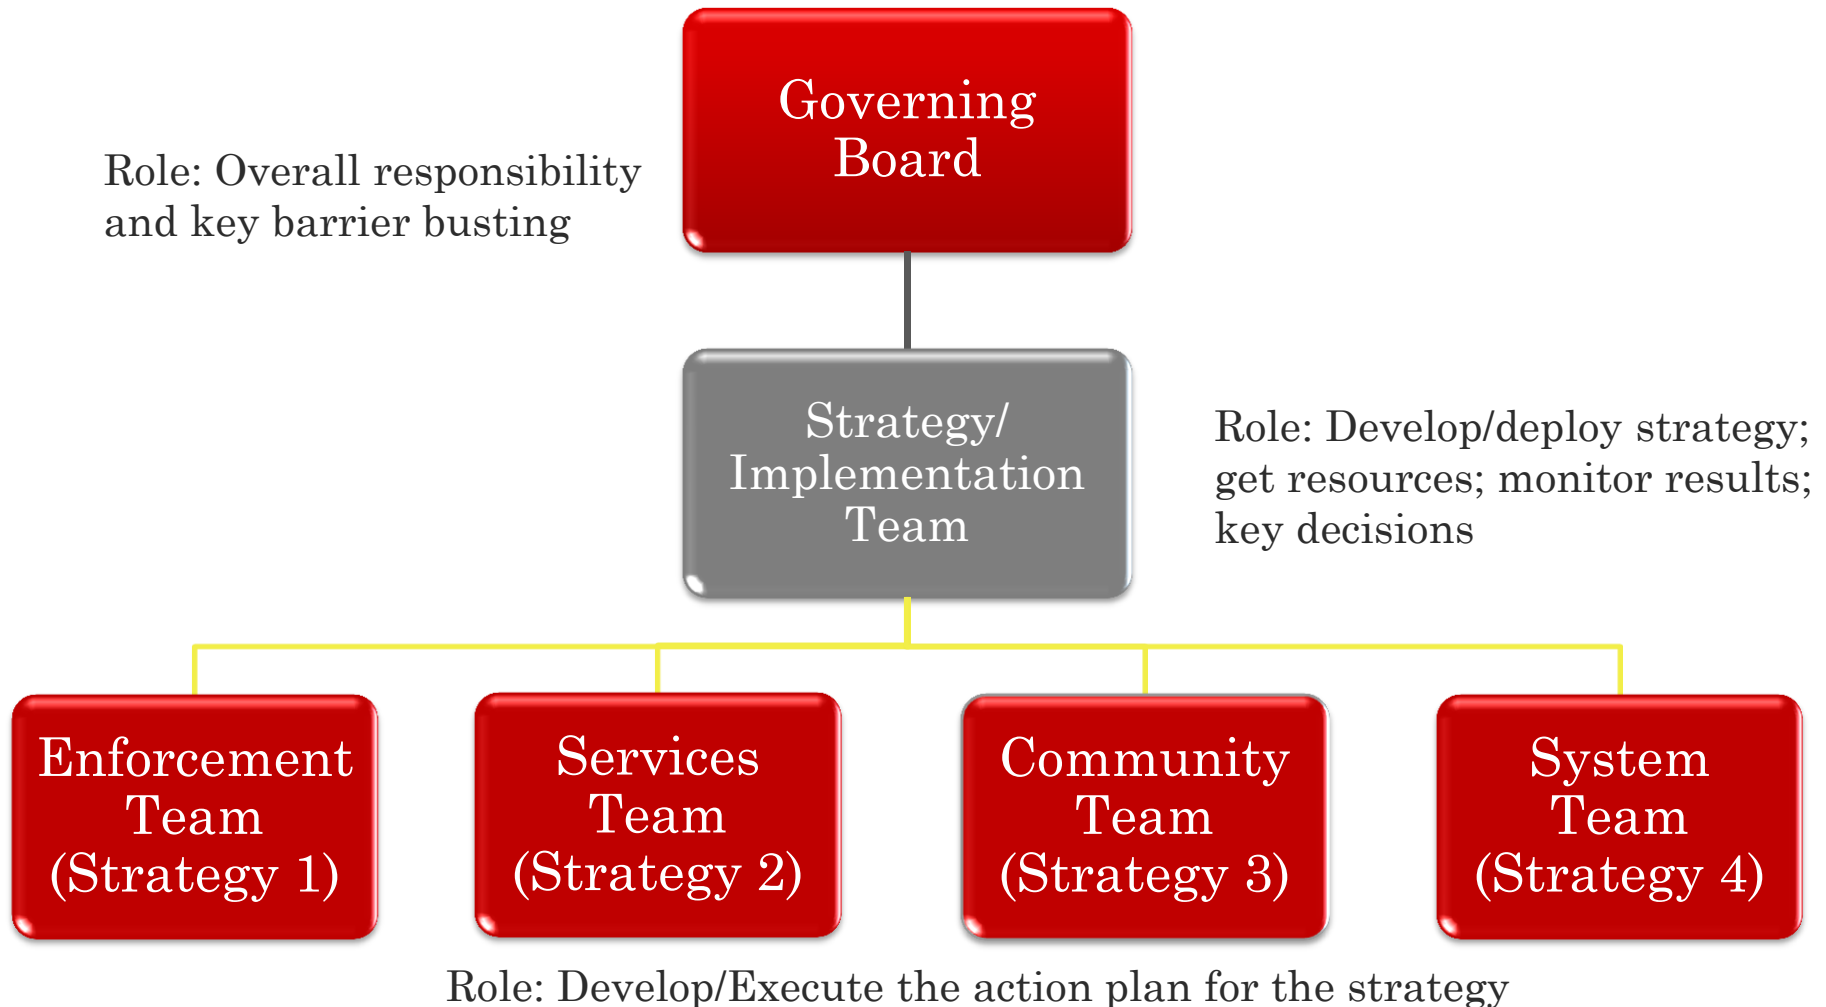 Governing
Board
Role: Overall responsibility
and key barrier busting
Strategy/
Implementation
Team
Role: Develop/deploy strategy;
get resources; monitor results;
key decisions
Enforcement
Team
(Strategy 1)
Services
Team
(Strategy 2)
Community
Team
(Strategy 3)
System
Team
(Strategy 4)
Role: Develop/Execute the action plan for the strategy